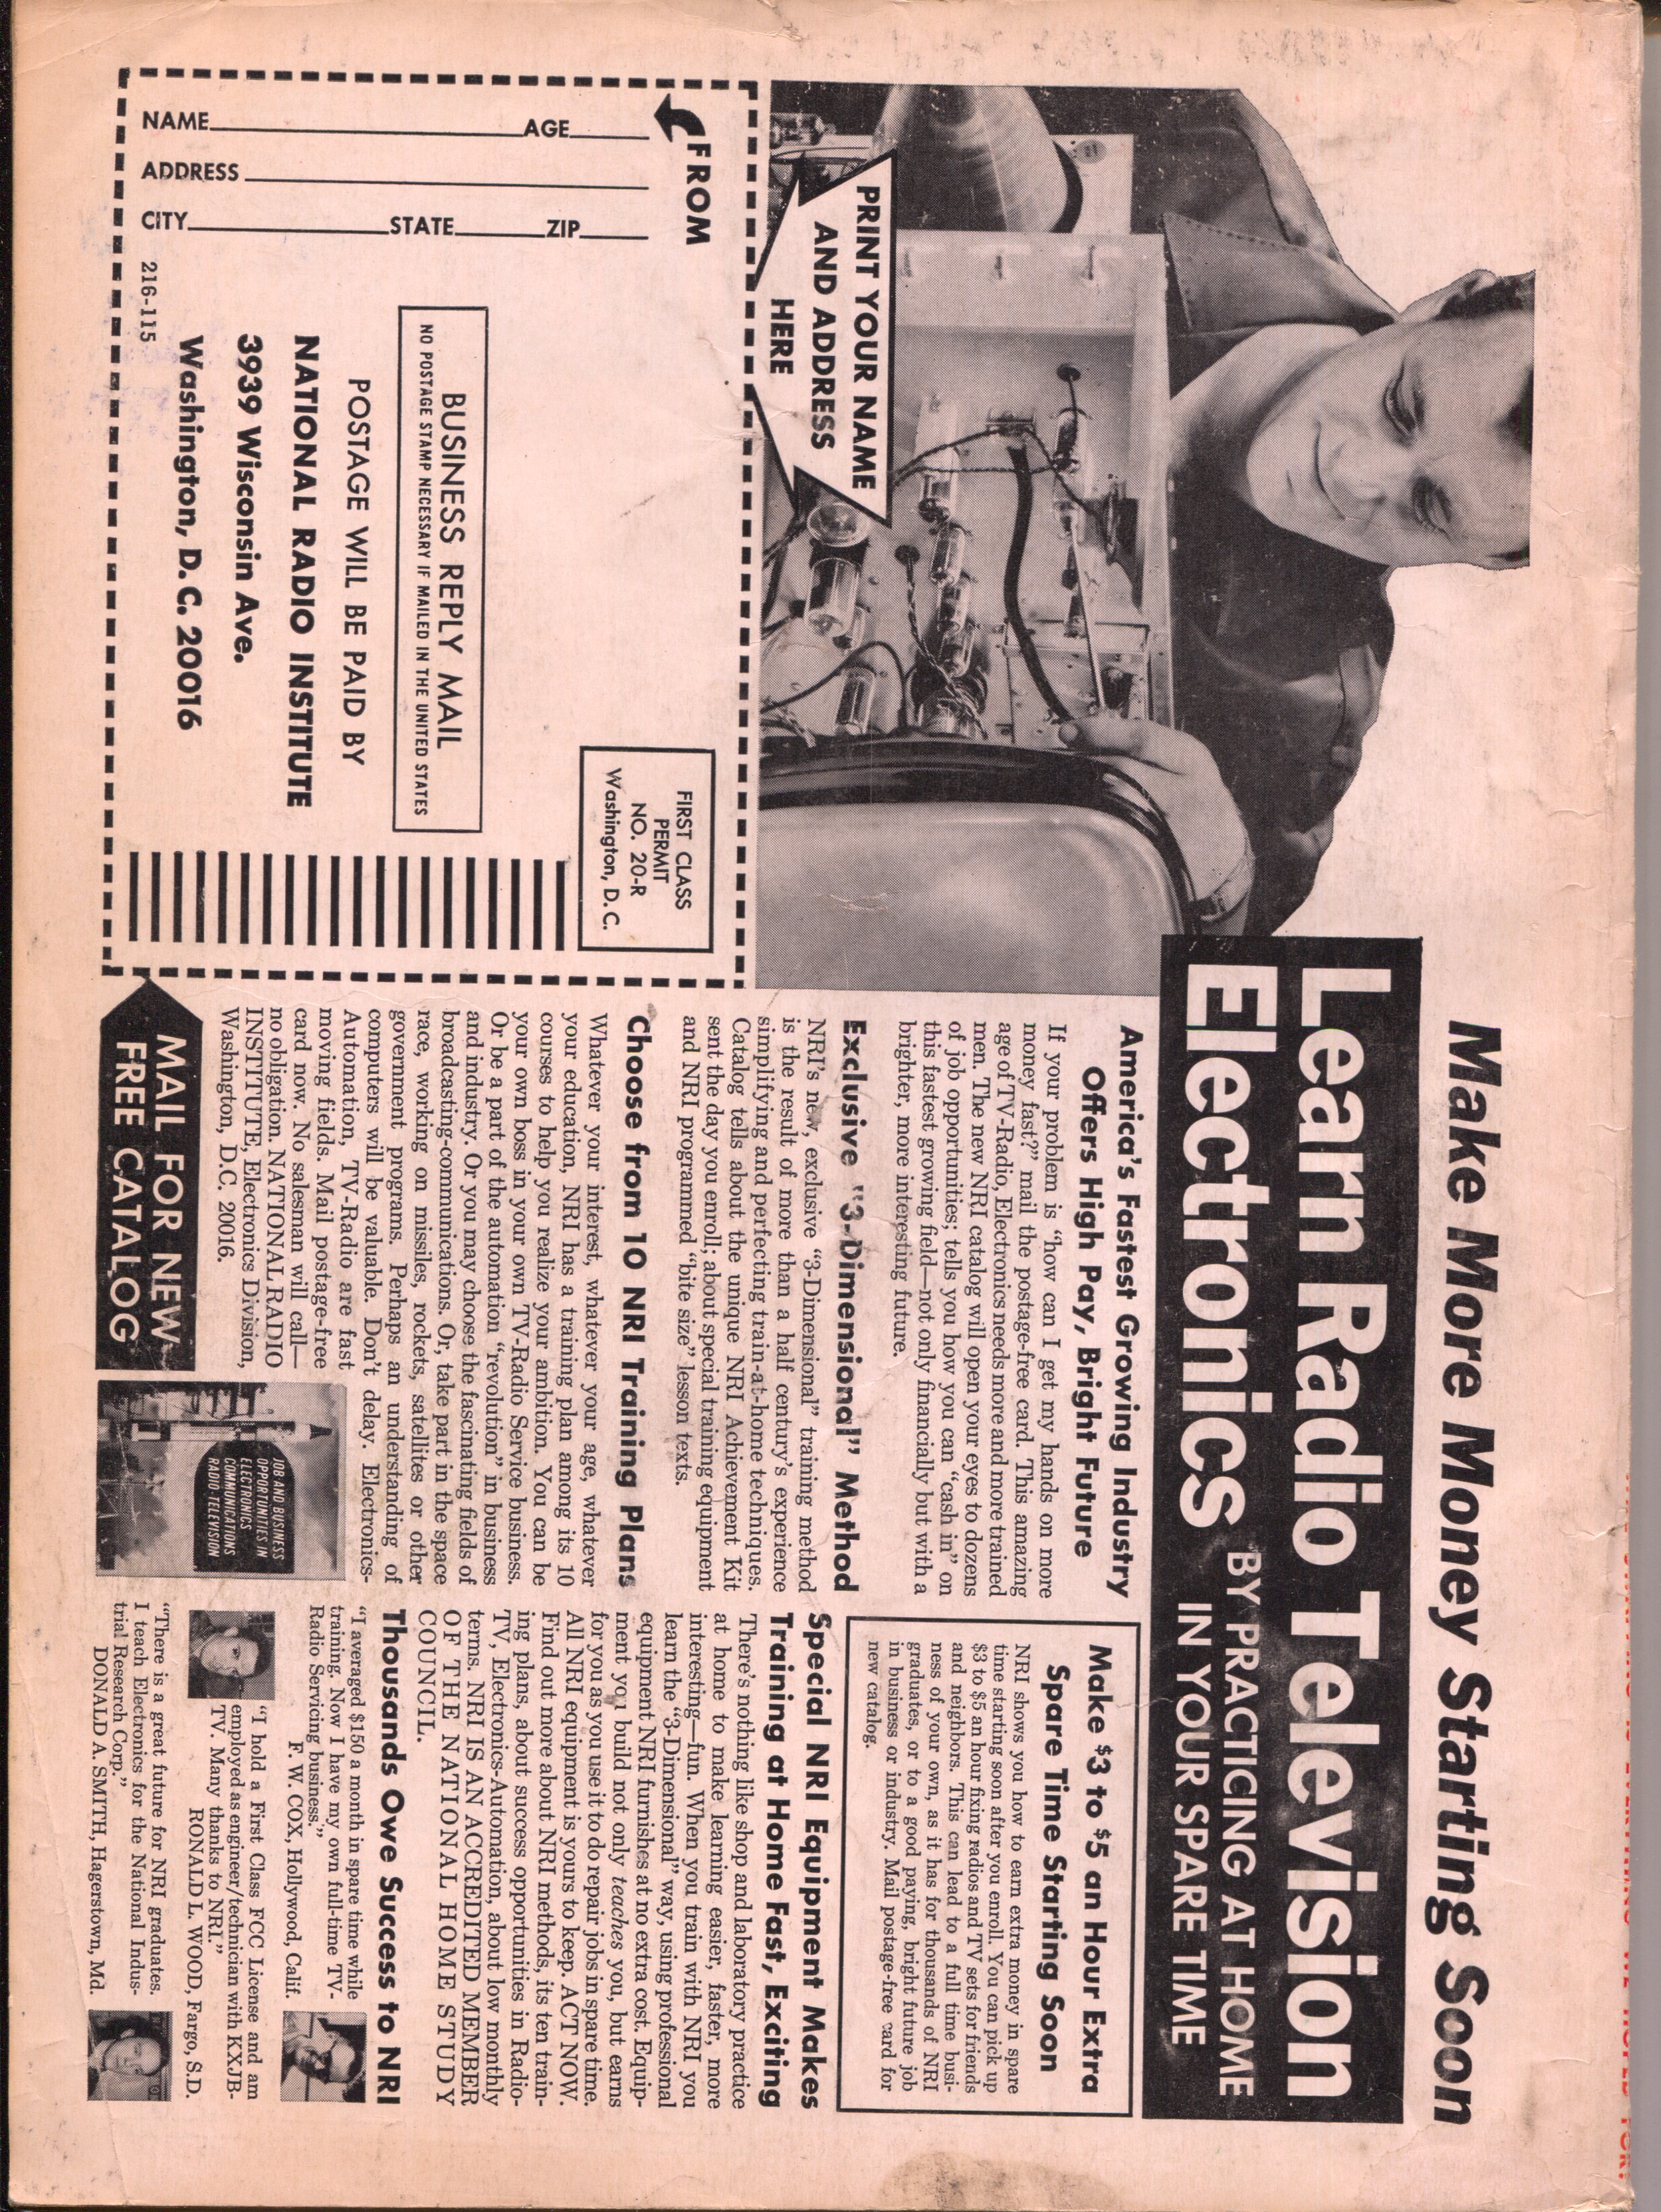 Make More Money Starting Soon
Learn Radio Television
Electronics BY PRACTICING AT HOME
IN YOUR SPARE TIME
America's Fastest Growing Industry
Offers High Pay, Bright Future
If your problem is "how can I get my hands on more
money fast?" mail the postage-free card. This amazing
age of TV-Radio, Electronics needs more and more trained
men. The new NRI catalog will open your eyes to dozens
of job opportunities; tells you how you can "cash in" on
this fastest growing field—not only financially but with a
brighter, more interesting future.
Exclusive "3-Dimensional" Method
NRI's new, exclusive "3-Dimensional" training method
is the result of more than a half century's experience
simplifying and perfecting train-at-home techniques.
Catalog tells about the unique NRI Achievement Kit
sent the day you enroll; about special training equipment
and NRI programmed "bite size" lesson texts.
Choose from 10 NRI Training Plans
Whatever your interest, whatever your age, whatever
your education, NRI has a training plan among its 10
courses to help you realize your ambition. You can be
your own boss in your own TV-Radio Service business.
Or be a part of the automation "revolution" in business
and industry. Or you may choose the fascinating fields of
broadcasting-communications. Or, take part in the space
race, working on missiles, rockets, satellites or other
government programs. Perhaps an understanding of
computers will be valuable. Don't delay. Electronics-
Automation, TV-Radio are fast
moving fields. Mail postage-free
card now. No salesman will call—
no obligation. NATIONAL RADIO
INSTITUTE, Electronics Division,
Washington, D.C. 20016.
MAIL FOR NEW
FREE CATALOG
JOB AND BUSINESS
OPPORTUNITIES IN
ELECTRONICS
COMMUNICATIONS
RADIO-TELEVISION
Make $3 to $5 an Hour Extra
Spare Time Starting Soon
NRI shows you how to earn extra money in spare
time starting soon after you enroll. You can pick up
$3 to $5 an hour fixing radios and TV sets for friends
and neighbors. This can lead to a full time busi-
ness of your own, as it has for thousands of NRI
graduates, or to a good paying, bright future job
in business or industry. Mail postage-free card for
new catalog.
Special NRI Equipment Makes
Training at Home Fast, Exciting
There's nothing like shop and laboratory practice
at home to make learning easier, faster, more
interesting—fun. When you train with NRI you
learn the "3-Dimensional" way, using professional
equipment NRI furnishes at no extra cost. Equip-
ment you build not only teaches you, but earns
for you as you use it to do repair jobs in spare time.
All NRI equipment is yours to keep. ACT NOW.
Find out more about NRI methods, its ten train-
ing plans, about success opportunities in Radio-
TV, Electronics-Automation, about low monthly
terms. NRI IS AN ACCREDITED MEMBER
OF THE NATIONAL HOME STUDY
COUNCIL.
Thousands Owe Success to NRI
"I averaged $150 a month in spare time while
training. Now I have my own full-time TV-
Radio Servicing business."
F. W. COX, Hollywood, Calif.
"I hold a First Class FCC License and am
employed as engineer/technician with KXJB-
TV. Many thanks to NRI."
RONALD L. WOOD, Fargo, S.D.
"There is a great future for NRI graduates.
I teach Electronics for the National Indus-
trial Research Corp."
DONALD A. SMITH, Hagerstown, Md.
PRINT YOUR NAME
AND ADDRESS
HERE
FROM
NAME AGE
ADDRESS
CITY STATE ZIP
216-115
FIRST CLASS
PERMIT
NO. 20-R
Washington, D. C.
BUSINESS REPLY MAIL
NO POSTAGE STAMP NECESSARY IF MAILED IN THE UNITED STATES
POSTAGE WILL BE PAID BY
NATIONAL RADIO INSTITUTE
3939 Wisconsin Ave.
Washington, D. C. 20016